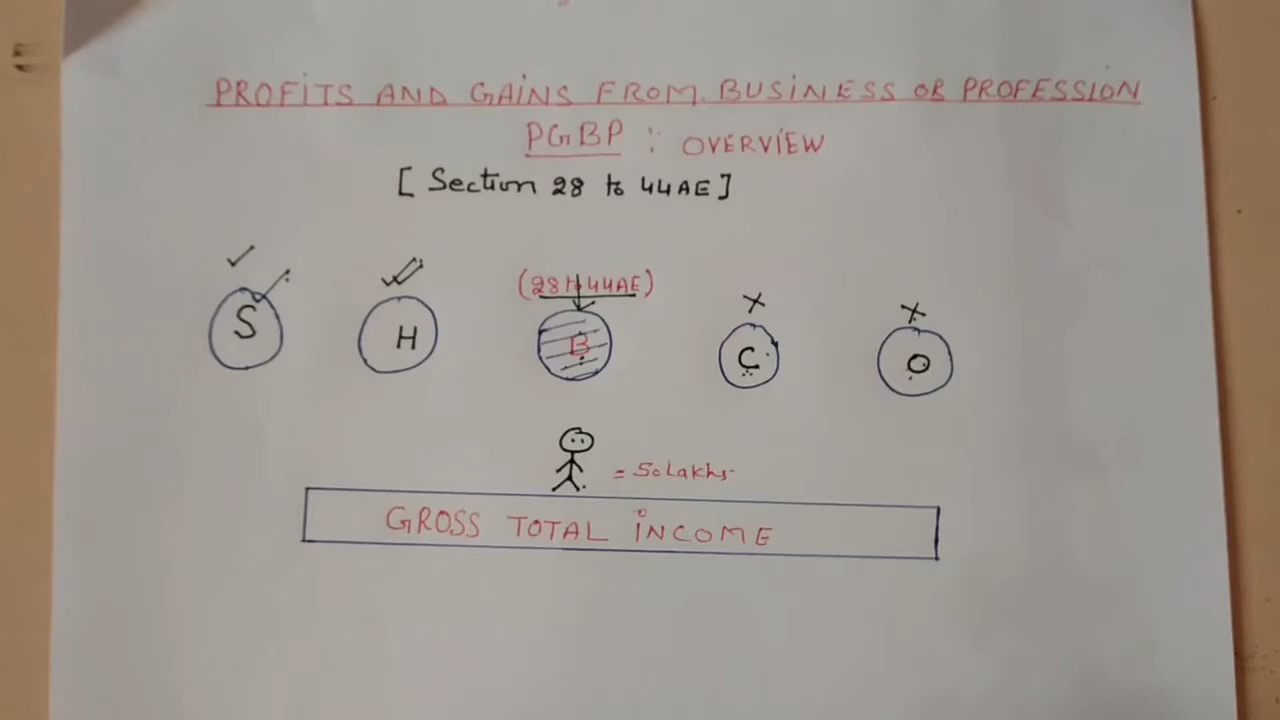 PROFITS AND GAINS FROM BUSINESS OR PROFESSION
PGBP : OVERVIEW
[ Section 28 to 44AE ]
(28 to 44AE)
S H B C O
= 50 Lakhs
GROSS TOTAL INCOME